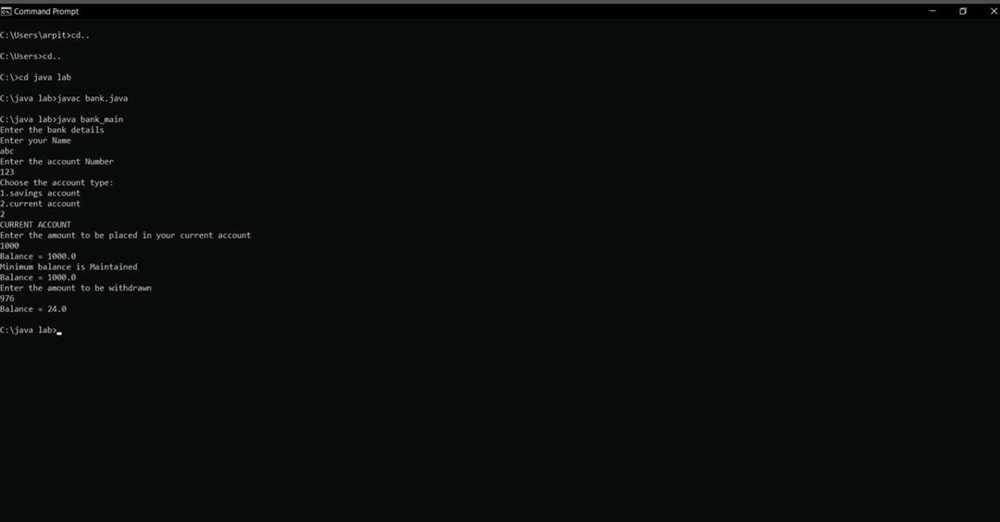 Command Prompt
C:\Users\arpit>cd..
C:\Users>cd..
C:\>cd java lab
C:\java lab>javac bank.java
C:\java lab>java bank_main
Enter the bank details
Enter your Name
abc
Enter the account Number
123
Choose the account type:
1.savings account
2.current account
2
CURRENT ACCOUNT
Enter the amount to be placed in your current account
1000
Balance = 1000.0
Minimum balance is Maintained
Balance = 1000.0
Enter the amount to be withdrawn
976
Balance = 24.0
C:\java lab>